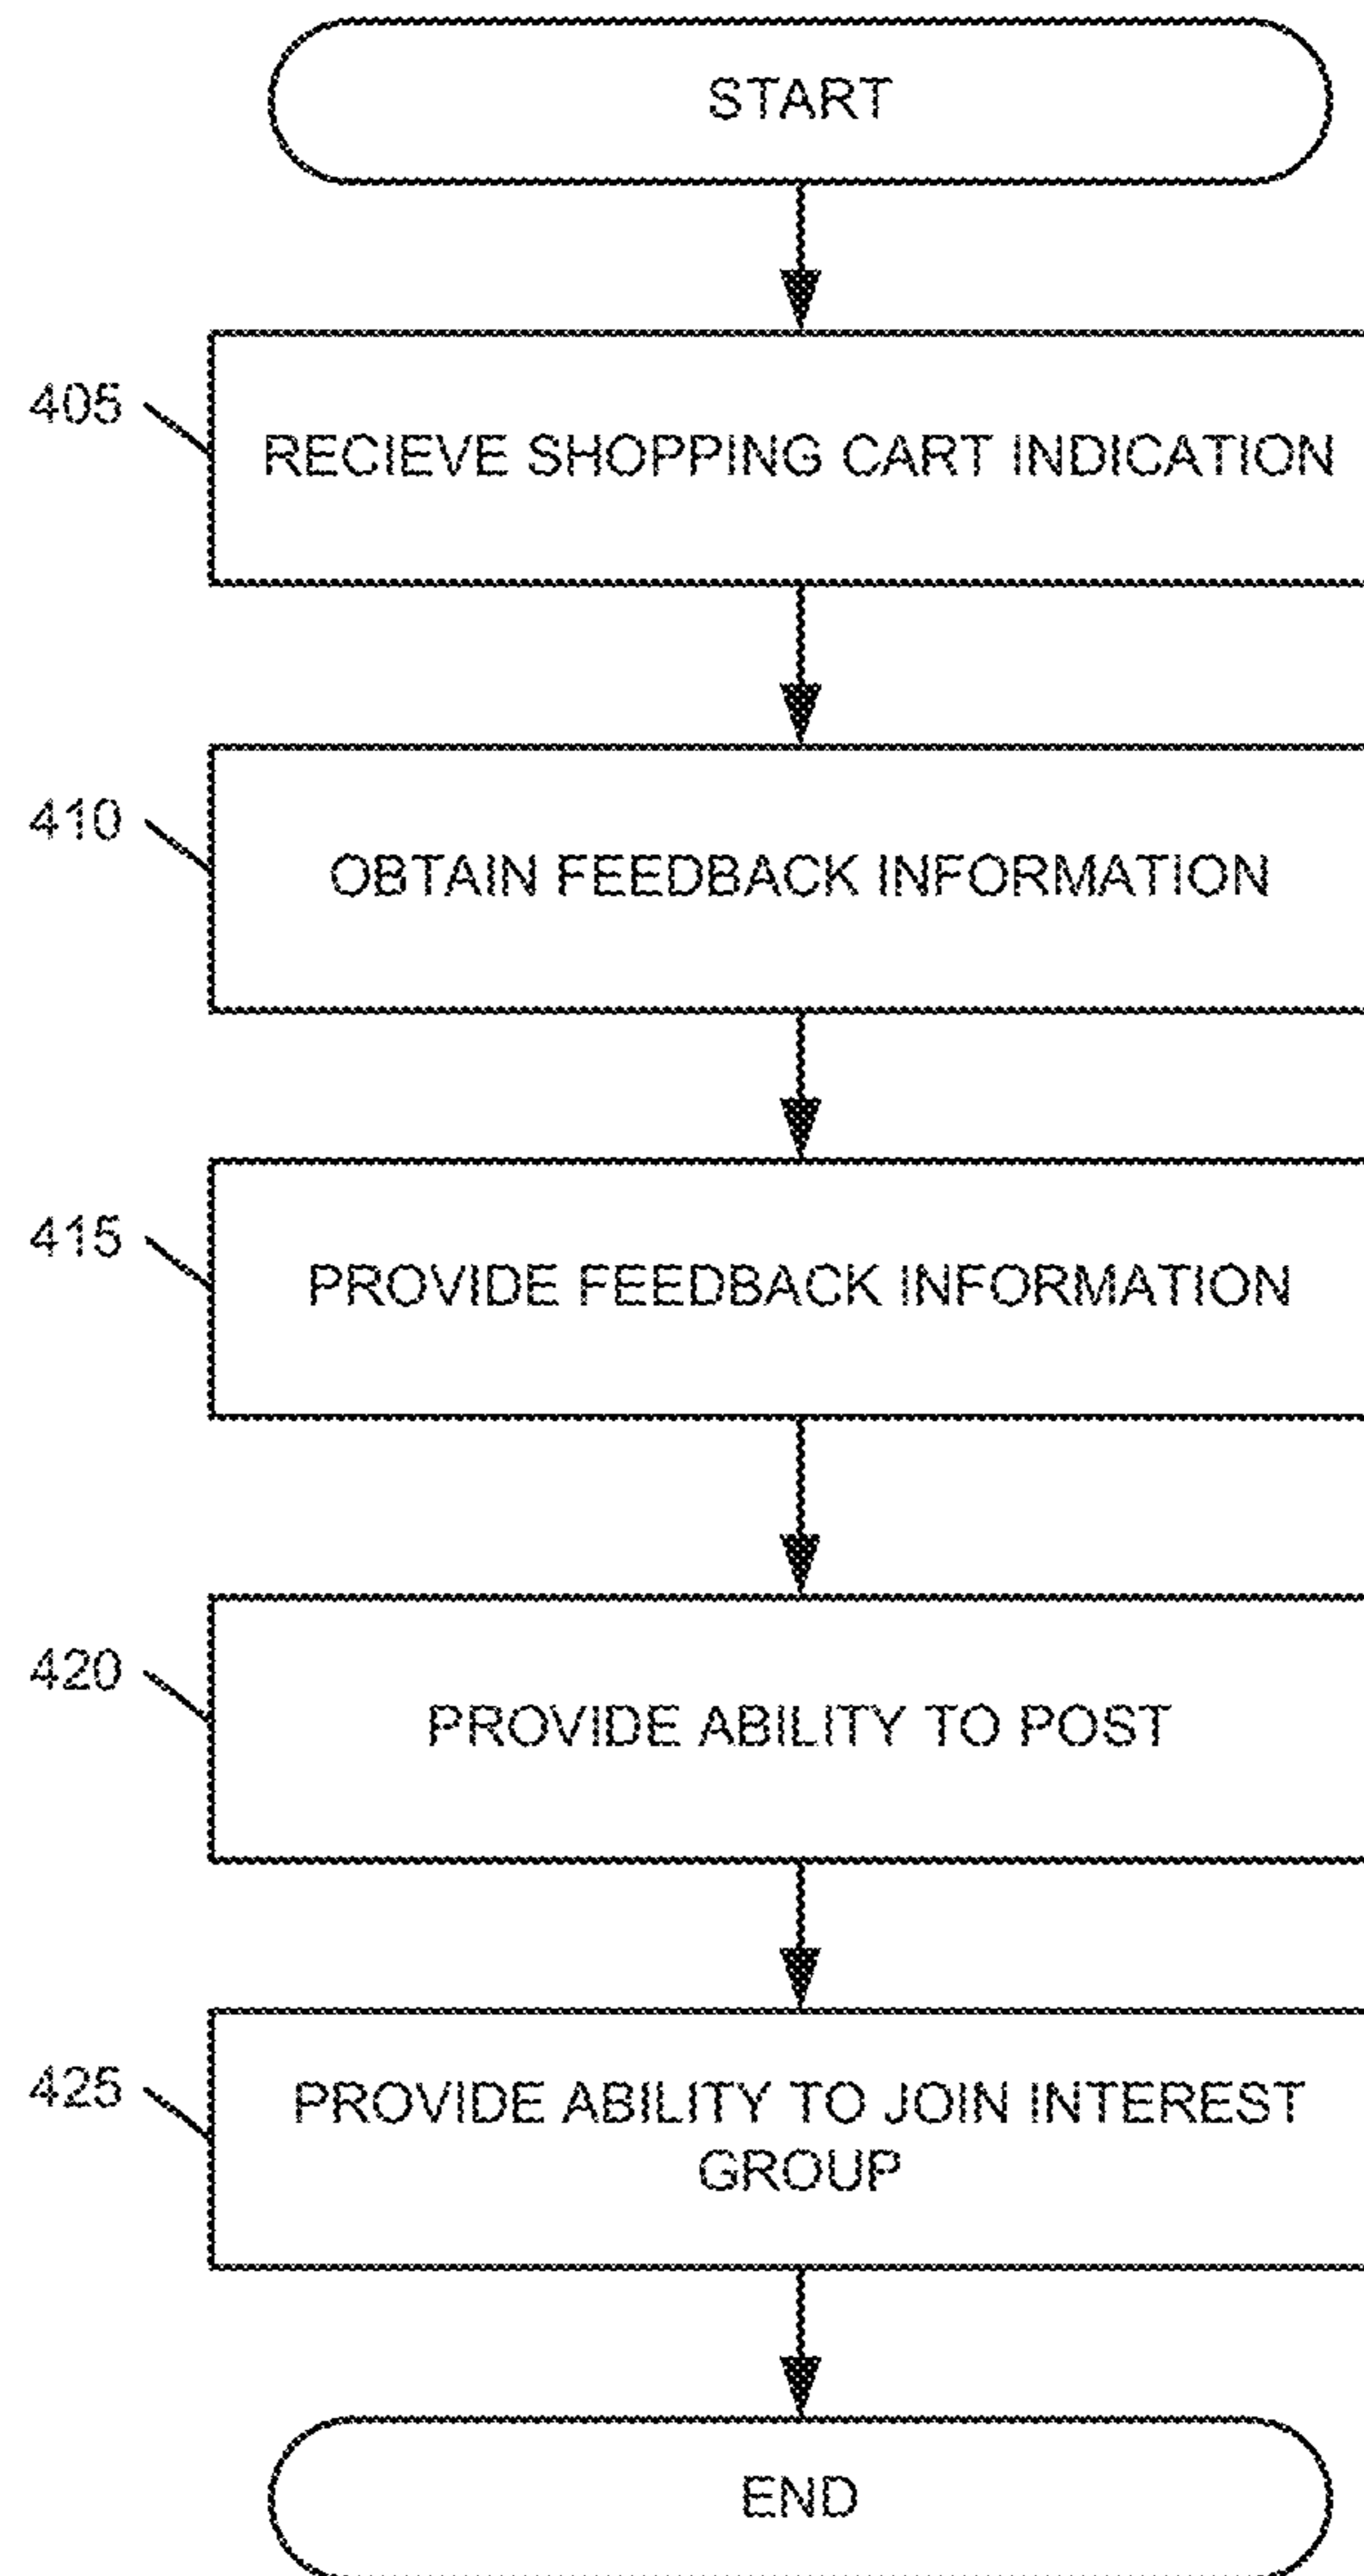 START
405
RECIEVE SHOPPING CART INDICATION
410
OBTAIN FEEDBACK INFORMATION
415
PROVIDE FEEDBACK INFORMATION
420
PROVIDE ABILITY TO POST
425
PROVIDE ABILITY TO JOIN INTEREST
GROUP
END